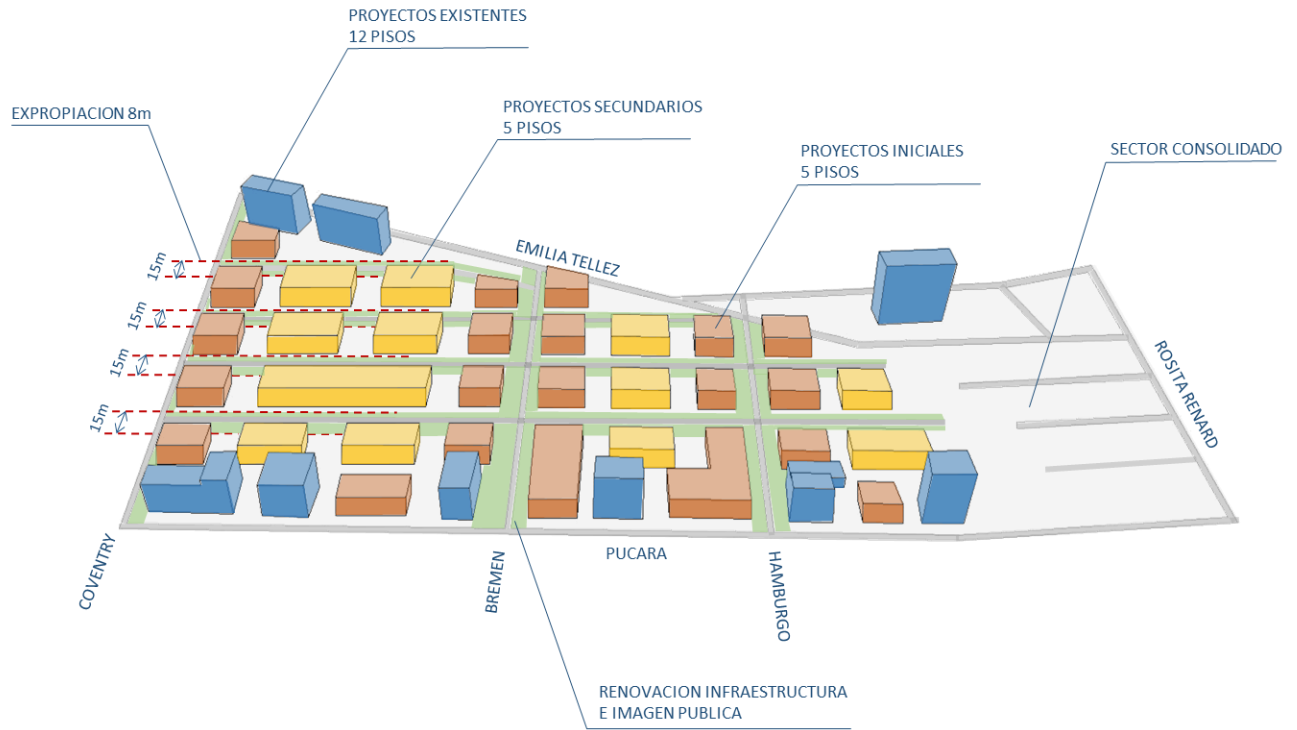 PROYECTOS EXISTENTES
12 PISOS
EXPROPIACION 8m
PROYECTOS SECUNDARIOS
5 PISOS
PROYECTOS INICIALES
5 PISOS
SECTOR CONSOLIDADO
EMILIA TELLEZ
15m
15m
15m
15m
ROSITA RENARD
COVENTRY
BREMEN
PUCARA
HAMBURGO
RENOVACION INFRAESTRUCTURA
E IMAGEN PUBLICA